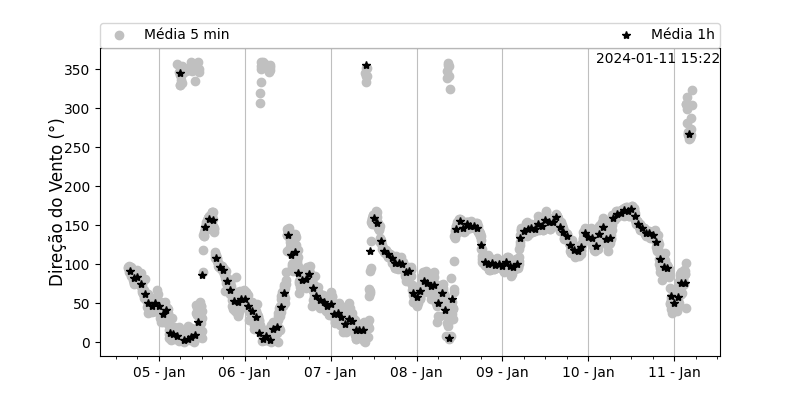 Média 5 min
Média 1h
2024-01-11 15:22
Direção do Vento (°)
350
300
250
200
150
100
50
0
05 - Jan
06 - Jan
07 - Jan
08 - Jan
09 - Jan
10 - Jan
11 - Jan